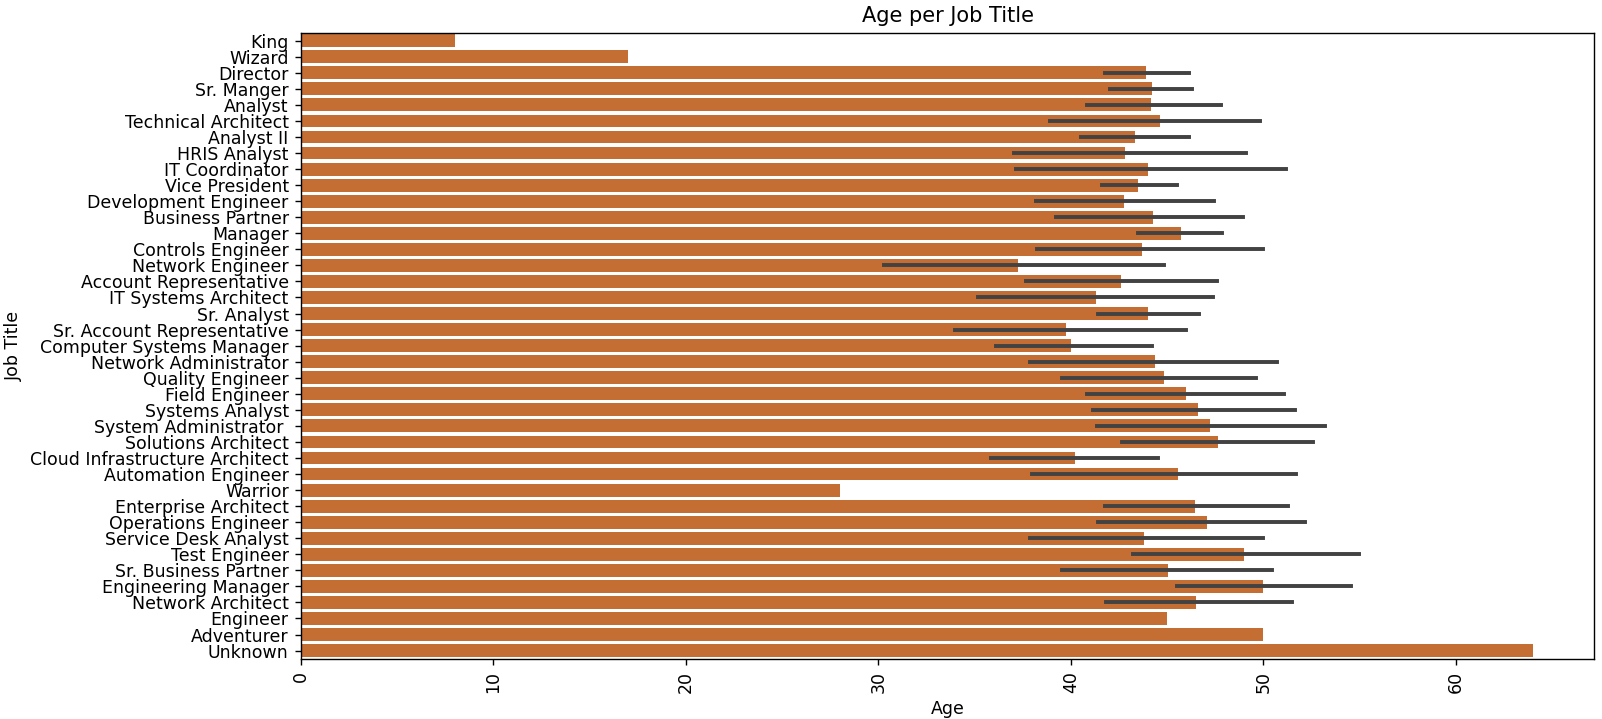 Age per Job Title
King
Wizard
Director
Sr. Manger
Analyst
Technical Architect
Analyst II
HRIS Analyst
IT Coordinator
Vice President
Development Engineer
Business Partner
Manager
Controls Engineer
Network Engineer
Account Representative
IT Systems Architect
Sr. Analyst
Sr. Account Representative
Computer Systems Manager
Network Administrator
Quality Engineer
Field Engineer
Systems Analyst
System Administrator
Solutions Architect
Cloud Infrastructure Architect
Automation Engineer
Warrior
Enterprise Architect
Operations Engineer
Service Desk Analyst
Test Engineer
Sr. Business Partner
Engineering Manager
Network Architect
Engineer
Adventurer
Unknown
Job Title
0 10 20 30 40 50 60
Age